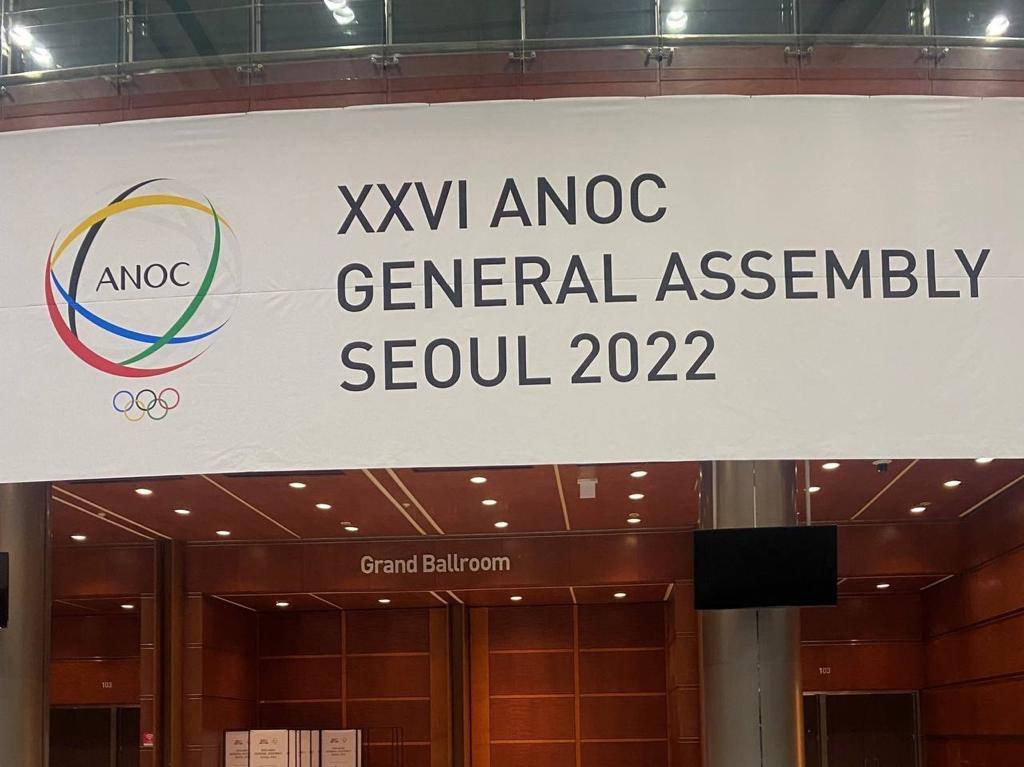 XXVI ANOC
GENERAL ASSEMBLY
SEOUL 2022
ANOC
Grand Ballroom
103
103